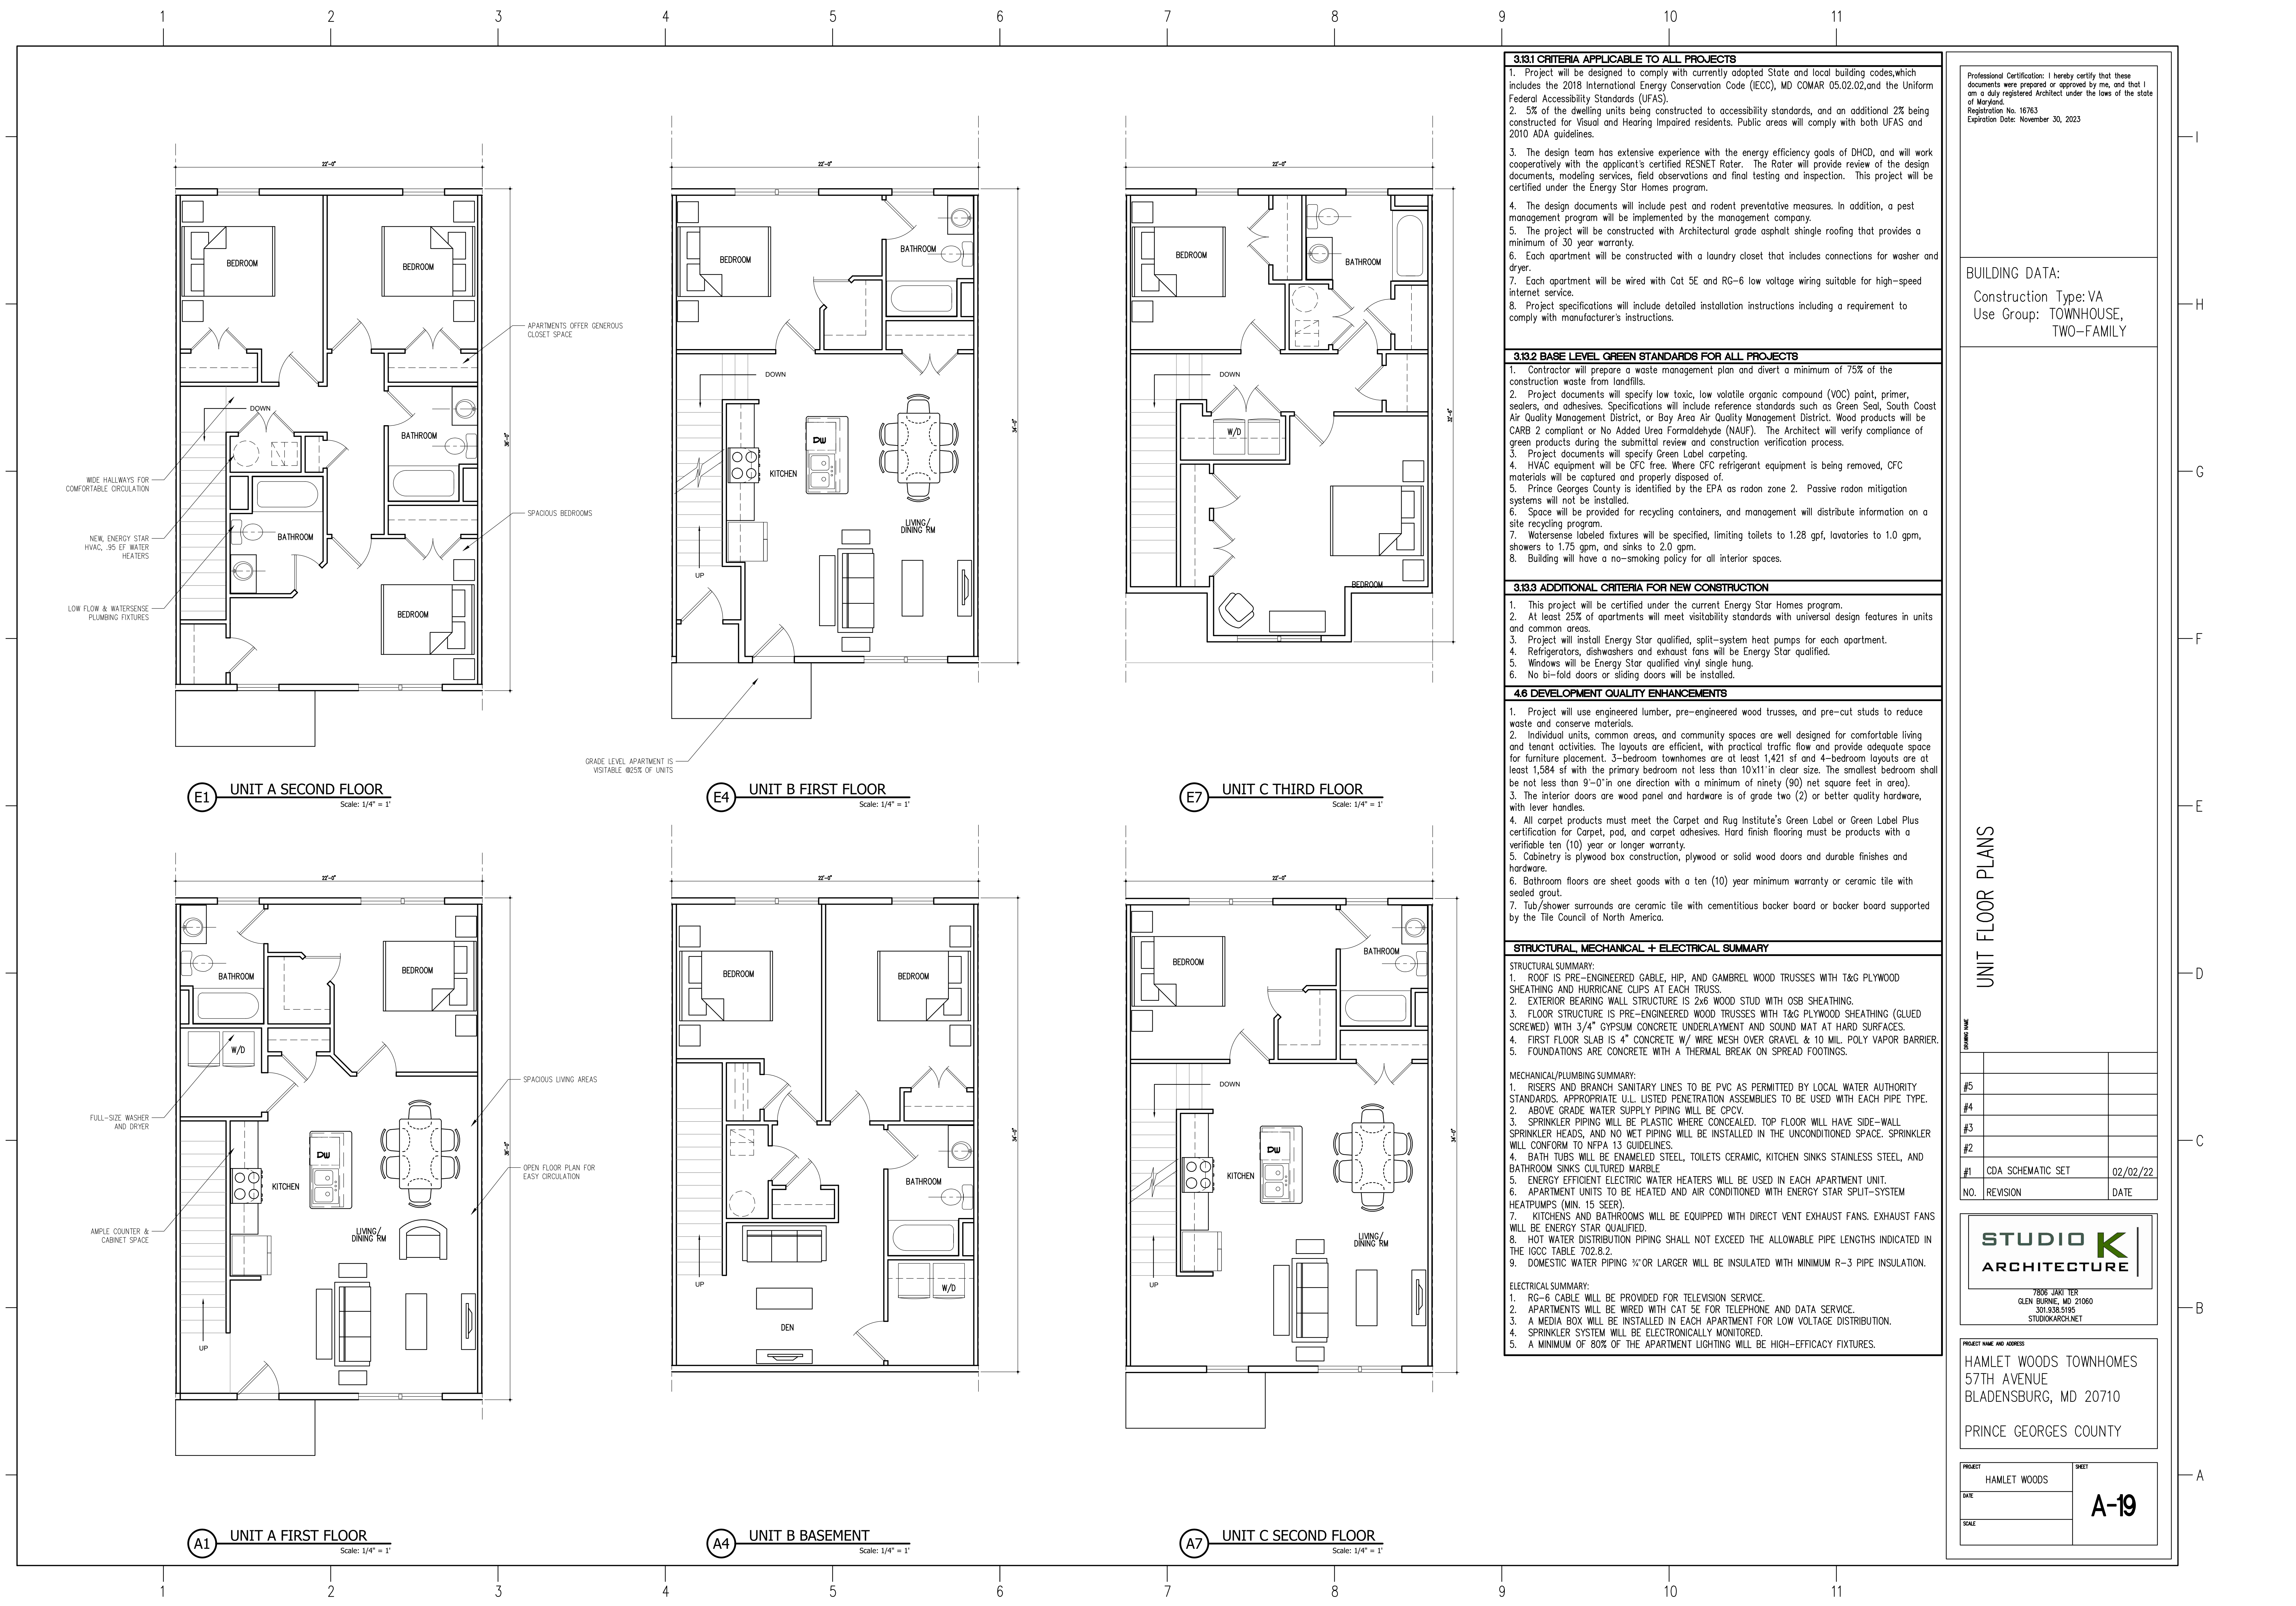 1 2 3 4 5 6 7 8 9 10 11
22'-0"
BEDROOM
BEDROOM
36'-0"
APARTMENTS OFFER GENEROUS
CLOSET SPACE
DOWN
BATHROOM
WIDE HALLWAYS FOR
COMFORTABLE CIRCULATION
SPACIOUS BEDROOMS
NEW, ENERGY STAR
HVAC, .95 EF WATER
HEATERS
BATHROOM
LOW FLOW & WATERSENSE
PLUMBING FIXTURES
BEDROOM
E1 UNIT A SECOND FLOOR
Scale: 1/4" = 1'
22'-0"
BEDROOM
BATHROOM
DOWN
34'-0"
DW
KITCHEN
LIVING/
DINING RM
UP
GRADE LEVEL APARTMENT IS
VISITABLE @25% OF UNITS
E4 UNIT B FIRST FLOOR
Scale: 1/4" = 1'
22'-0"
BEDROOM
BATHROOM
DOWN
32'-0"
W/D
BEDROOM
E7 UNIT C THIRD FLOOR
Scale: 1/4" = 1'
22'-0"
BATHROOM
BEDROOM
W/D
SPACIOUS LIVING AREAS
FULL-SIZE WASHER
AND DRYER
36'-0"
DW
KITCHEN
OPEN FLOOR PLAN FOR
EASY CIRCULATION
AMPLE COUNTER &
CABINET SPACE
LIVING/
DINING RM
UP
A1 UNIT A FIRST FLOOR
Scale: 1/4" = 1'
22'-0"
BEDROOM
BEDROOM
34'-0"
BATHROOM
UP
W/D
DEN
A4 UNIT B BASEMENT
Scale: 1/4" = 1'
22'-0"
BEDROOM
BATHROOM
DOWN
34'-0"
DW
KITCHEN
LIVING/
DINING RM
UP
A7 UNIT C SECOND FLOOR
Scale: 1/4" = 1'
3.13.1 CRITERIA APPLICABLE TO ALL PROJECTS
1. Project will be designed to comply with currently adopted State and local building codes,which
includes the 2018 International Energy Conservation Code (IECC), MD COMAR 05.02.02,and the Uniform
Federal Accessibility Standards (UFAS).
2. 5% of the dwelling units being constructed to accessibility standards, and an additional 2% being
constructed for Visual and Hearing Impaired residents. Public areas will comply with both UFAS and
2010 ADA guidelines.
3. The design team has extensive experience with the energy efficiency goals of DHCD, and will work
cooperatively with the applicant's certified RESNET Rater. The Rater will provide review of the design
documents, modeling services, field observations and final testing and inspection. This project will be
certified under the Energy Star Homes program.
4. The design documents will include pest and rodent preventative measures. In addition, a pest
management program will be implemented by the management company.
5. The project will be constructed with Architectural grade asphalt shingle roofing that provides a
minimum of 30 year warranty.
6. Each apartment will be constructed with a laundry closet that includes connections for washer and
dryer.
7. Each apartment will be wired with Cat 5E and RG-6 low voltage wiring suitable for high-speed
internet service.
8. Project specifications will include detailed installation instructions including a requirement to
comply with manufacturer's instructions.
3.13.2 BASE LEVEL GREEN STANDARDS FOR ALL PROJECTS
1. Contractor will prepare a waste management plan and divert a minimum of 75% of the
construction waste from landfills.
2. Project documents will specify low toxic, low volatile organic compound (VOC) paint, primer,
sealers, and adhesives. Specifications will include reference standards such as Green Seal, South Coast
Air Quality Management District, or Bay Area Air Quality Management District. Wood products will be
CARB 2 compliant or No Added Urea Formaldehyde (NAUF). The Architect will verify compliance of
green products during the submittal review and construction verification process.
3. Project documents will specify Green Label carpeting.
4. HVAC equipment will be CFC free. Where CFC refrigerant equipment is being removed, CFC
materials will be captured and properly disposed of.
5. Prince Georges County is identified by the EPA as radon zone 2. Passive radon mitigation
systems will not be installed.
6. Space will be provided for recycling containers, and management will distribute information on a
site recycling program.
7. Watersense labeled fixtures will be specified, limiting toilets to 1.28 gpf, lavatories to 1.0 gpm,
showers to 1.75 gpm, and sinks to 2.0 gpm.
8. Building will have a no-smoking policy for all interior spaces.
3.13.3 ADDITIONAL CRITERIA FOR NEW CONSTRUCTION
1. This project will be certified under the current Energy Star Homes program.
2. At least 25% of apartments will meet visitability standards with universal design features in units
and common areas.
3. Project will install Energy Star qualified, split-system heat pumps for each apartment.
4. Refrigerators, dishwashers and exhaust fans will be Energy Star qualified.
5. Windows will be Energy Star qualified vinyl single hung.
6. No bi-fold doors or sliding doors will be installed.
4.6 DEVELOPMENT QUALITY ENHANCEMENTS
1. Project will use engineered lumber, pre-engineered wood trusses, and pre-cut studs to reduce
waste and conserve materials.
2. Individual units, common areas, and community spaces are well designed for comfortable living
and tenant activities. The layouts are efficient, with practical traffic flow and provide adequate space
for furniture placement. 3-bedroom townhomes are at least 1,421 sf and 4-bedroom layouts are at
least 1,584 sf with the primary bedroom not less than 10'x11' in clear size. The smallest bedroom shall
be not less than 9'-0" in one direction with a minimum of ninety (90) net square feet in area).
3. The interior doors are wood panel and hardware is of grade two (2) or better quality hardware,
with lever handles.
4. All carpet products must meet the Carpet and Rug Institute's Green Label or Green Label Plus
certification for Carpet, pad, and carpet adhesives. Hard finish flooring must be products with a
verifiable ten (10) year or longer warranty.
5. Cabinetry is plywood box construction, plywood or solid wood doors and durable finishes and
hardware.
6. Bathroom floors are sheet goods with a ten (10) year minimum warranty or ceramic tile with
sealed grout.
7. Tub/shower surrounds are ceramic tile with cementitious backer board or backer board supported
by the Tile Council of North America.
STRUCTURAL, MECHANICAL + ELECTRICAL SUMMARY
STRUCTURAL SUMMARY:
1. ROOF IS PRE-ENGINEERED GABLE, HIP, AND GAMBREL WOOD TRUSSES WITH T&G PLYWOOD
SHEATHING AND HURRICANE CLIPS AT EACH TRUSS.
2. EXTERIOR BEARING WALL STRUCTURE IS 2x6 WOOD STUD WITH OSB SHEATHING.
3. FLOOR STRUCTURE IS PRE-ENGINEERED WOOD TRUSSES WITH T&G PLYWOOD SHEATHING (GLUED
SCREWED) WITH 3/4" GYPSUM CONCRETE UNDERLAYMENT AND SOUND MAT AT HARD SURFACES.
4. FIRST FLOOR SLAB IS 4" CONCRETE W/ WIRE MESH OVER GRAVEL & 10 MIL. POLY VAPOR BARRIER.
5. FOUNDATIONS ARE CONCRETE WITH A THERMAL BREAK ON SPREAD FOOTINGS.
MECHANICAL/PLUMBING SUMMARY:
1. RISERS AND BRANCH SANITARY LINES TO BE PVC AS PERMITTED BY LOCAL WATER AUTHORITY
STANDARDS. APPROPRIATE U.L. LISTED PENETRATION ASSEMBLIES TO BE USED WITH EACH PIPE TYPE.
2. ABOVE GRADE WATER SUPPLY PIPING WILL BE CPCV.
3. SPRINKLER PIPING WILL BE PLASTIC WHERE CONCEALED. TOP FLOOR WILL HAVE SIDE-WALL
SPRINKLER HEADS, AND NO WET PIPING WILL BE INSTALLED IN THE UNCONDITIONED SPACE. SPRINKLER
WILL CONFORM TO NFPA 13 GUIDELINES.
4. BATH TUBS WILL BE ENAMELED STEEL, TOILETS CERAMIC, KITCHEN SINKS STAINLESS STEEL, AND
BATHROOM SINKS CULTURED MARBLE
5. ENERGY EFFICIENT ELECTRIC WATER HEATERS WILL BE USED IN EACH APARTMENT UNIT.
6. APARTMENT UNITS TO BE HEATED AND AIR CONDITIONED WITH ENERGY STAR SPLIT-SYSTEM
HEATPUMPS (MIN. 15 SEER).
7. KITCHENS AND BATHROOMS WILL BE EQUIPPED WITH DIRECT VENT EXHAUST FANS. EXHAUST FANS
WILL BE ENERGY STAR QUALIFIED.
8. HOT WATER DISTRIBUTION PIPING SHALL NOT EXCEED THE ALLOWABLE PIPE LENGTHS INDICATED IN
THE IGCC TABLE 702.8.2.
9. DOMESTIC WATER PIPING ¾" OR LARGER WILL BE INSULATED WITH MINIMUM R-3 PIPE INSULATION.
ELECTRICAL SUMMARY:
1. RG-6 CABLE WILL BE PROVIDED FOR TELEVISION SERVICE.
2. APARTMENTS WILL BE WIRED WITH CAT 5E FOR TELEPHONE AND DATA SERVICE.
3. A MEDIA BOX WILL BE INSTALLED IN EACH APARTMENT FOR LOW VOLTAGE DISTRIBUTION.
4. SPRINKLER SYSTEM WILL BE ELECTRONICALLY MONITORED.
5. A MINIMUM OF 80% OF THE APARTMENT LIGHTING WILL BE HIGH-EFFICACY FIXTURES.
Professional Certification: I hereby certify that these
documents were prepared or approved by me, and that I
am a duly registered Architect under the laws of the state
of Maryland.
Registration No. 16763
Expiration Date: November 30, 2023
BUILDING DATA:
Construction Type: VA
Use Group: TOWNHOUSE,
TWO-FAMILY
UNIT FLOOR PLANS
DRAWING NAME
#5
#4
#3
#2
#1 CDA SCHEMATIC SET 02/02/22
NO. REVISION DATE
STUDIO K
ARCHITECTURE
7806 JAKI TER
GLEN BURNIE, MD 21060
301.938.5195
STUDIOKARCH.NET
PROJECT NAME AND ADDRESS
HAMLET WOODS TOWNHOMES
57TH AVENUE
BLADENSBURG, MD 20710
PRINCE GEORGES COUNTY
PROJECT
HAMLET WOODS
SHEET
DATE
A-19
SCALE
I
H
G
F
E
D
C
B
A
1 2 3 4 5 6 7 8 9 10 11